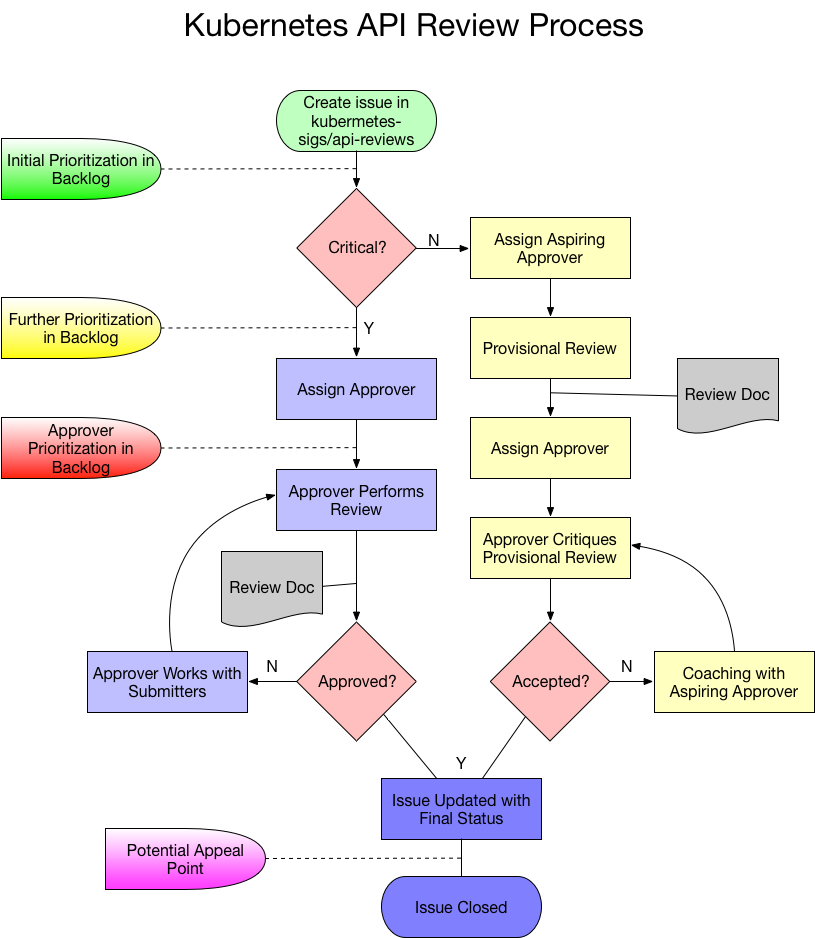 Kubernetes API Review Process
Create issue in
kubermetes-
sigs/api-reviews
Initial Prioritization in
Backlog
Critical?
N
Assign Aspiring
Approver
Further Prioritization
in Backlog
Y
Provisional Review
Assign Approver
Review Doc
Approver
Prioritization in
Backlog
Assign Approver
Approver Performs
Review
Approver Critiques
Provisional Review
Review Doc
Approver Works with
Submitters
N
Approved?
Accepted?
N
Coaching with
Aspiring Approver
Y
Issue Updated with
Final Status
Potential Appeal
Point
Issue Closed